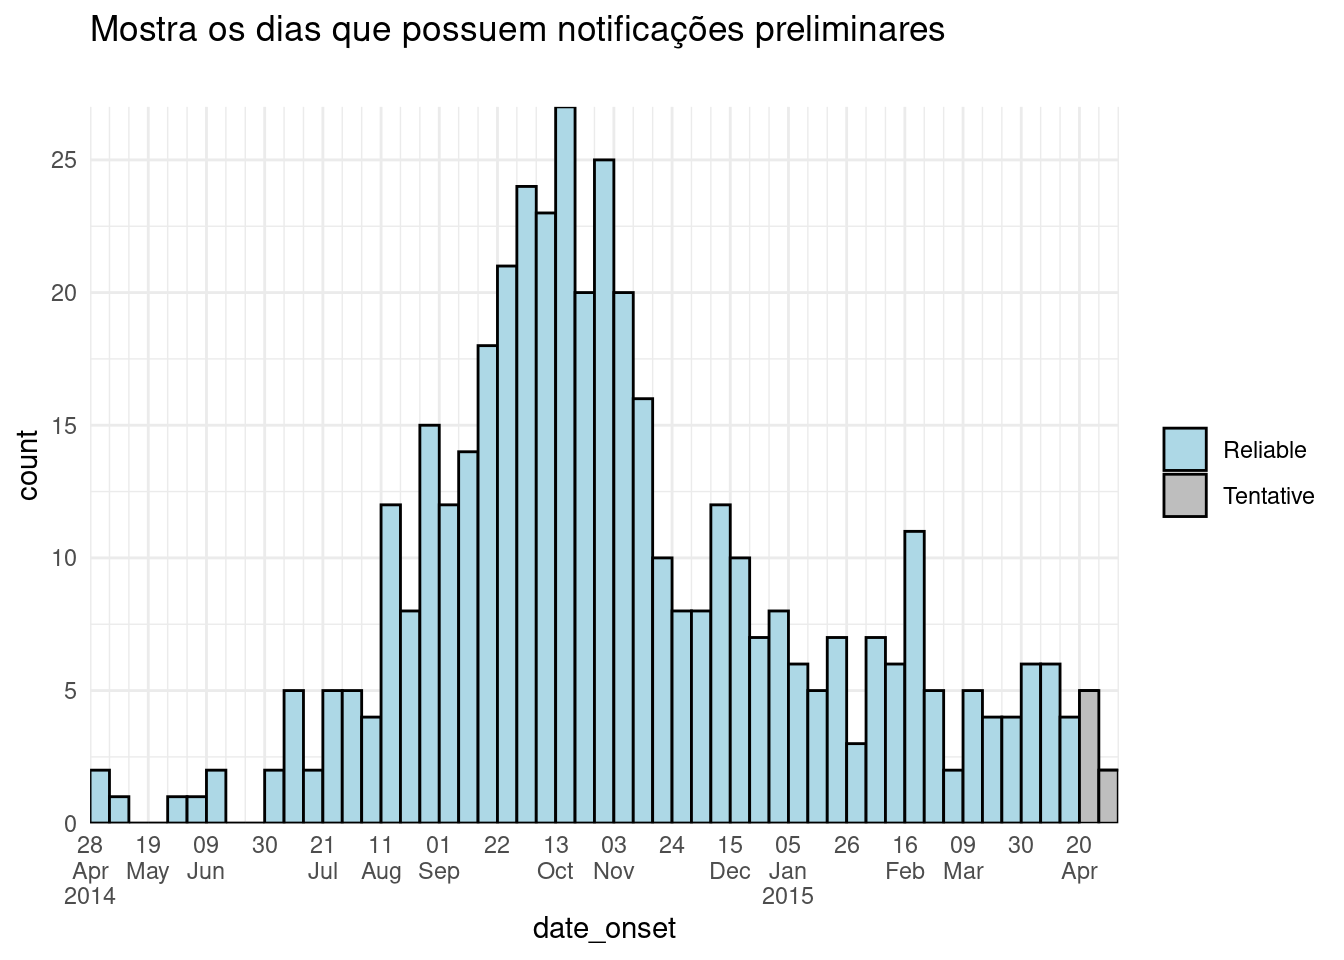 Mostra os dias que possuem notificações preliminares
25
20
15
10
5
0
count
28 19 09 30 21 11 01 22 13 03 24 15 05 26 16 09 30 20
Apr May Jun Jul Aug Sep Oct Nov Dec Jan Feb Mar Apr
2014 2015
date_onset
Reliable
Tentative